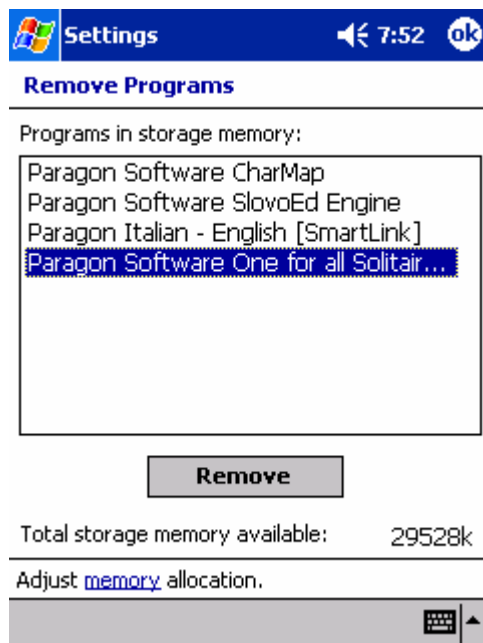 Settings 7:52 ok
Remove Programs
Programs in storage memory:
Paragon Software CharMap
Paragon Software SlovoEd Engine
Paragon Italian - English [SmartLink]
Paragon Software One for all Solitair...
Remove
Total storage memory available: 29528k
Adjust memory allocation.